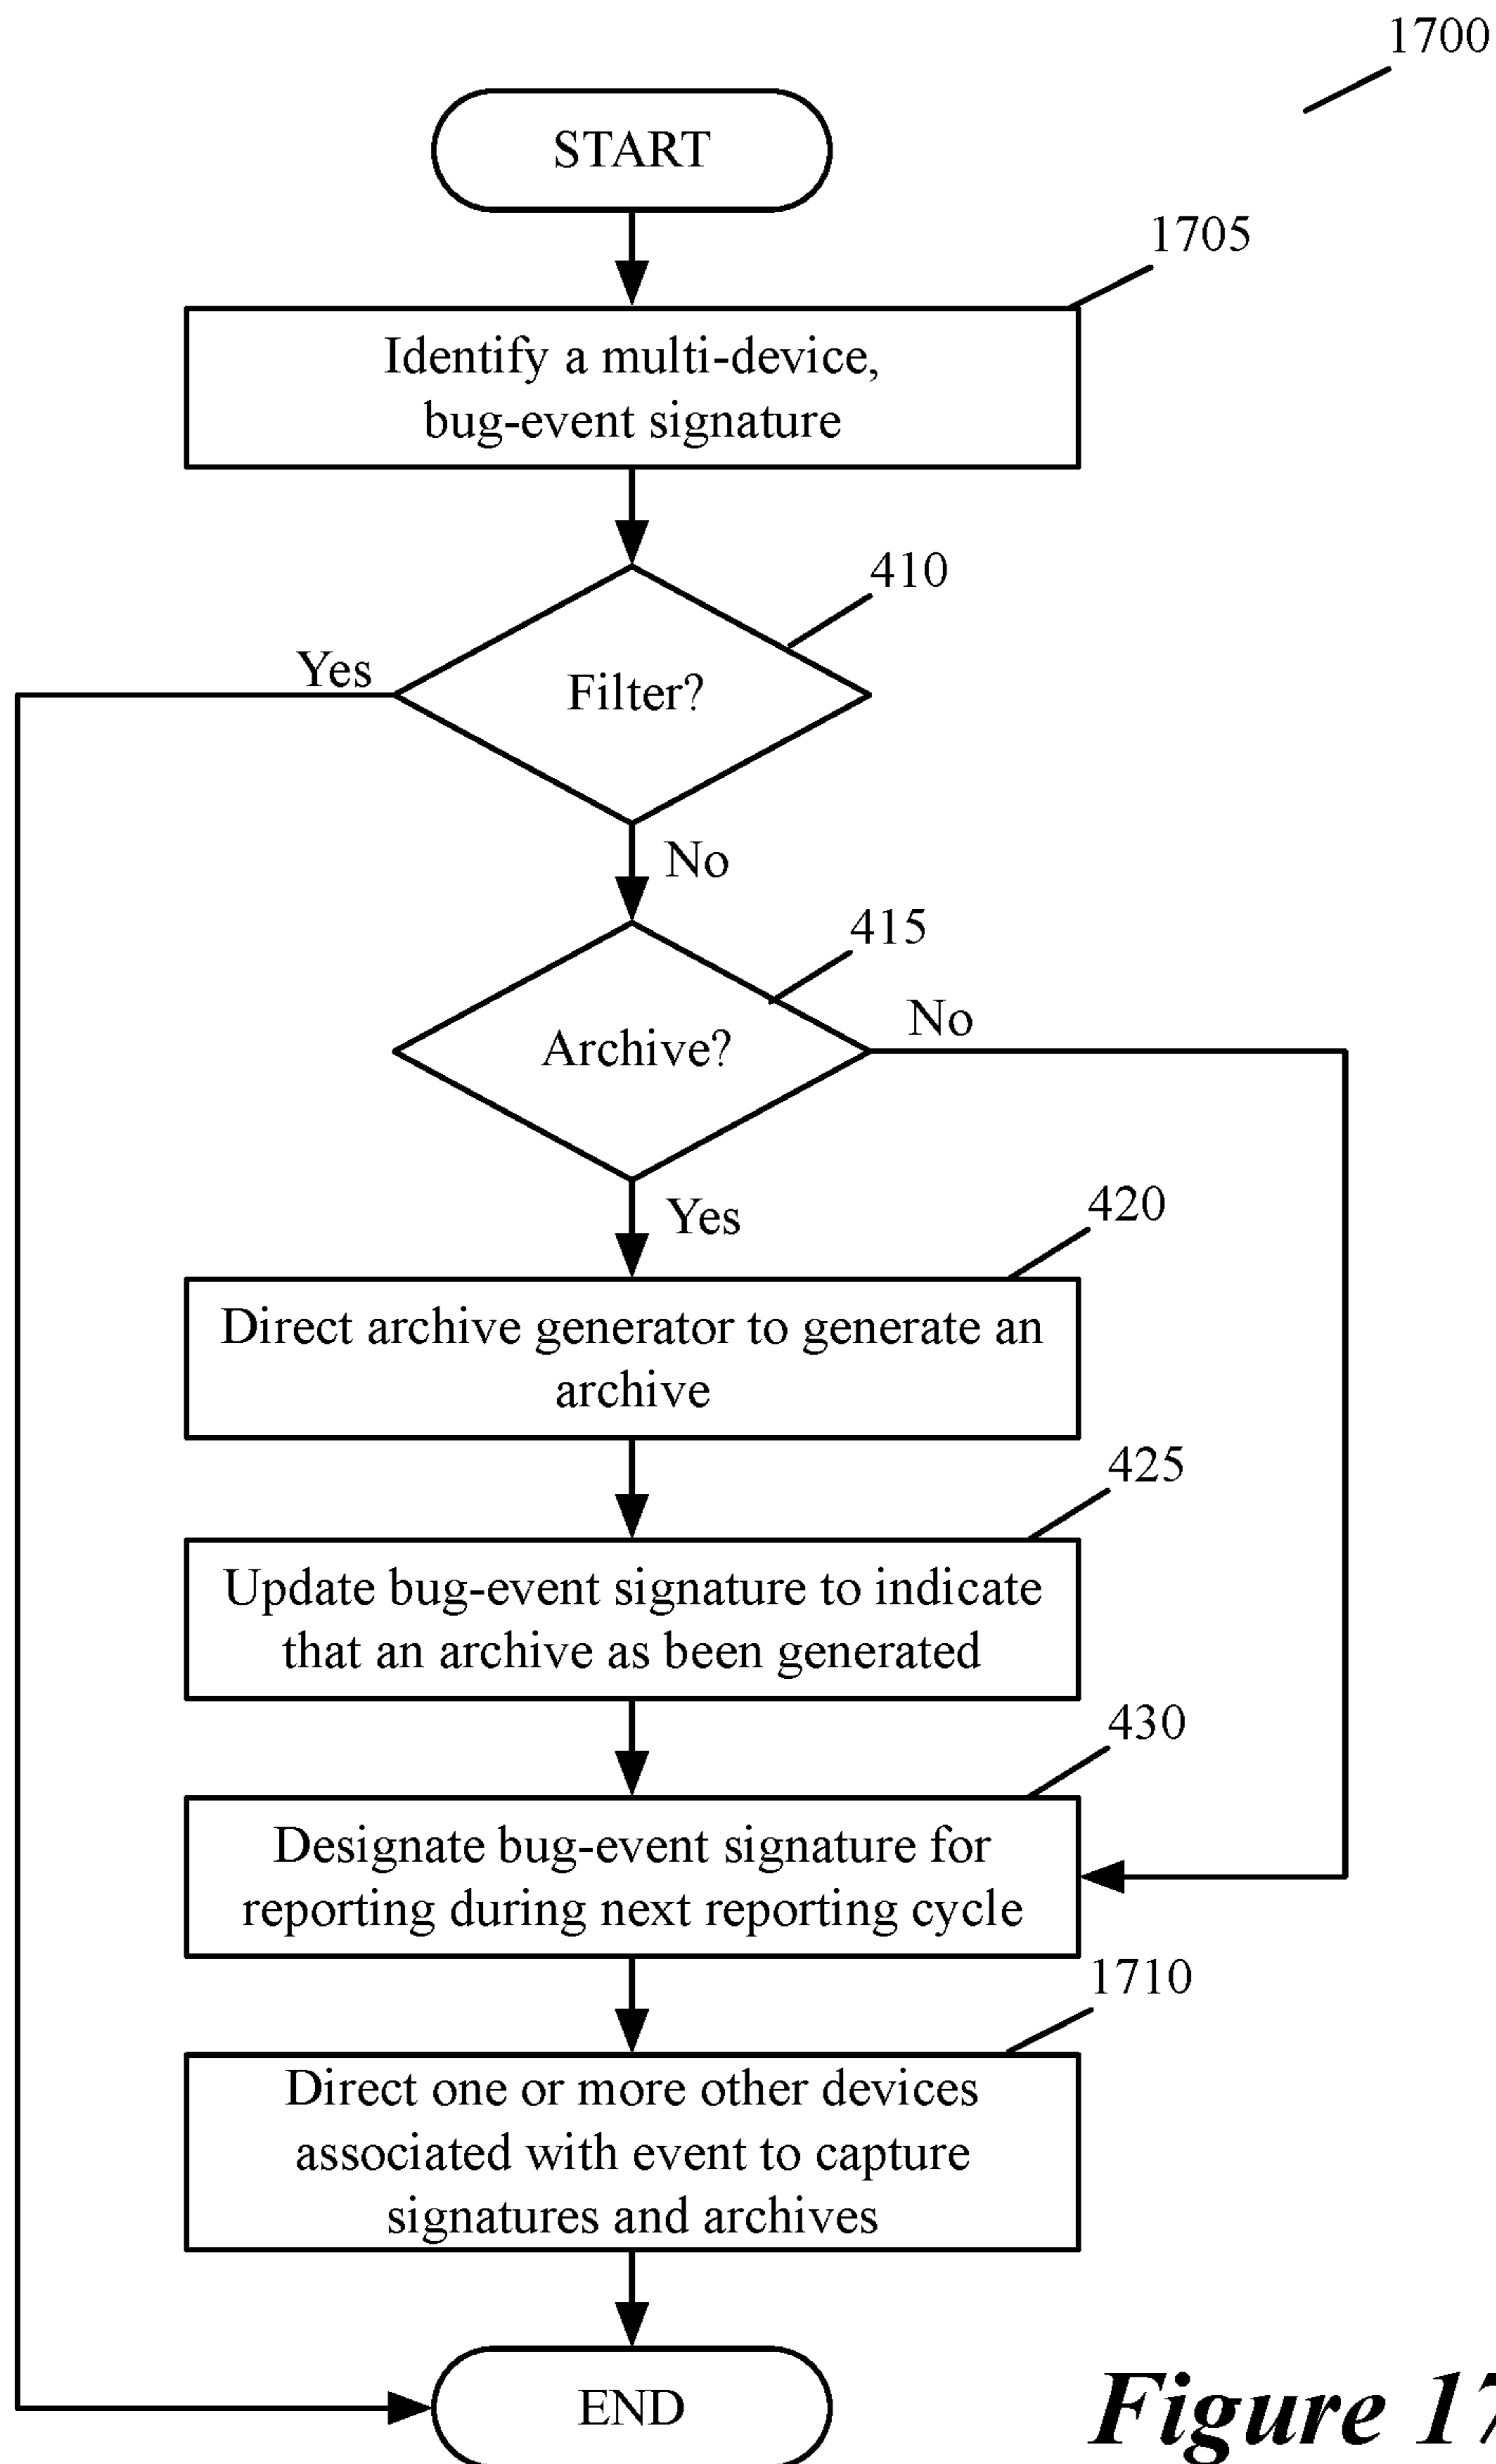 1700
START
1705
Identify a multi-device,
bug-event signature
410
Yes
Filter?
No
415
No
Archive?
Yes
420
Direct archive generator to generate an
archive
425
Update bug-event signature to indicate
that an archive as been generated
430
Designate bug-event signature for
reporting during next reporting cycle
1710
Direct one or more other devices
associated with event to capture
signatures and archives
END
Figure 17